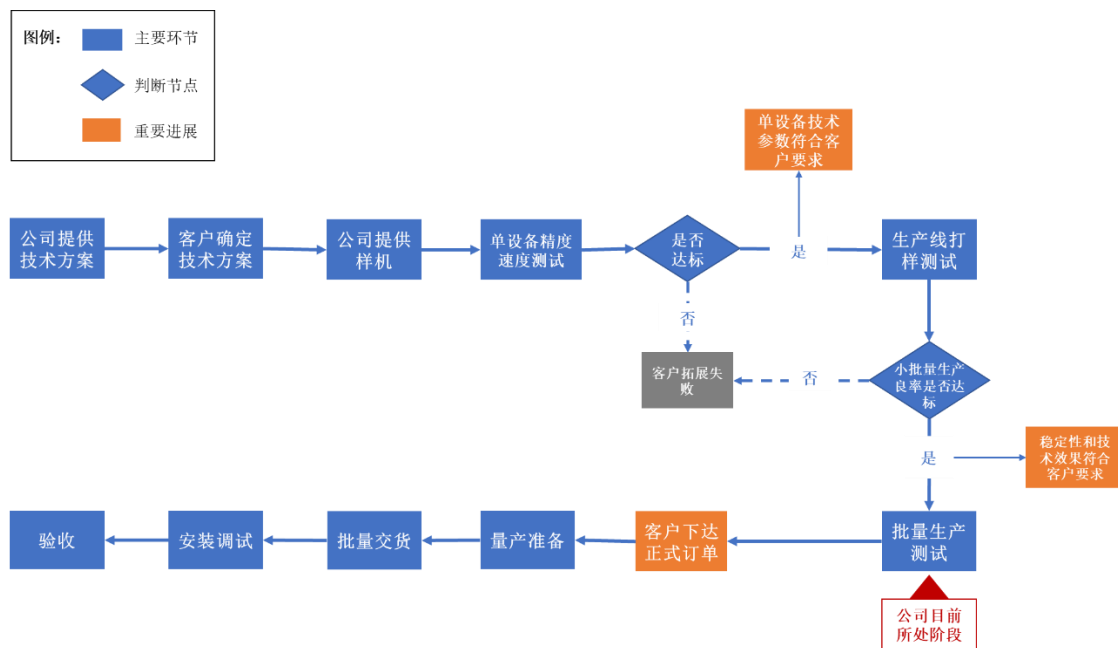 图例：
主要环节
判断节点
重要进展
单设备技术
参数符合客
户要求
公司提供
技术方案
客户确定
技术方案
公司提供
样机
单设备精度
速度测试
是否
达标
是
生产线打
样测试
否
客户拓展失
败
否
小批量生产
良率是否达
标
是
稳定性和技
术效果符合
客户要求
验收
安装调试
批量交货
量产准备
客户下达
正式订单
批量生产
测试
公司目前
所处阶段